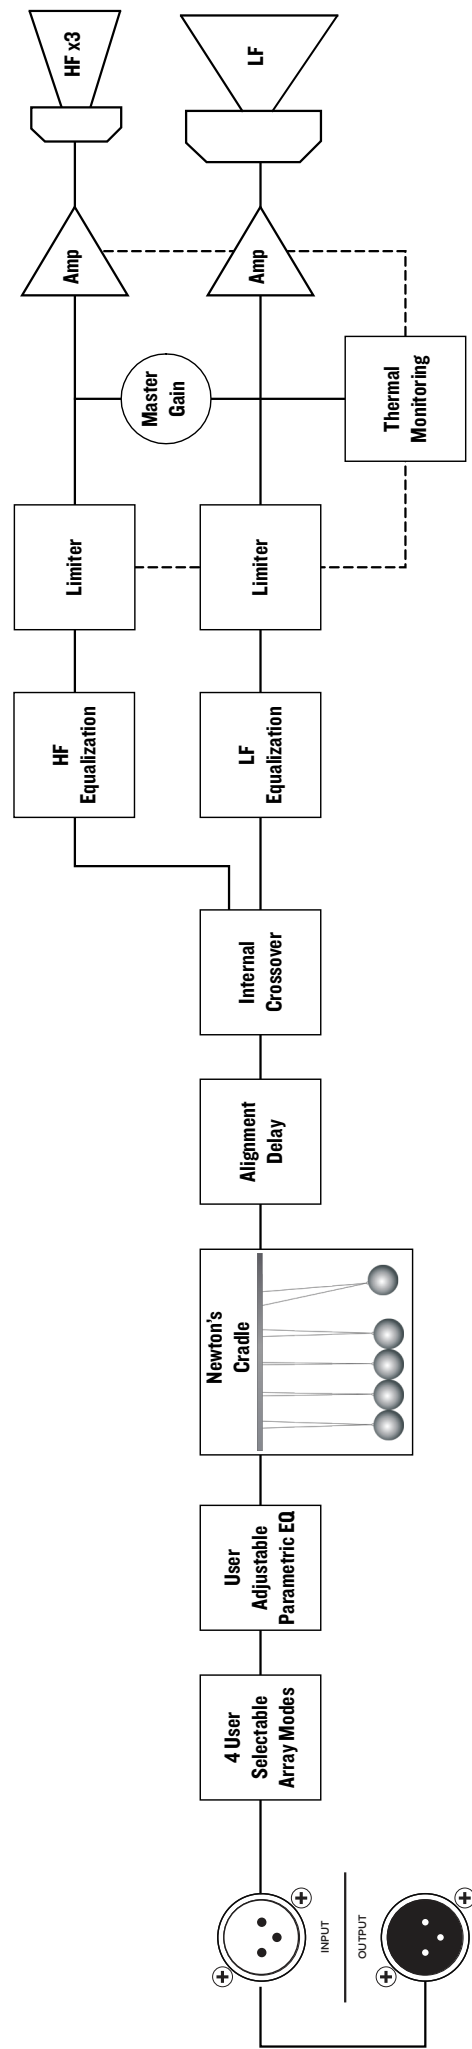 INPUT
OUTPUT
4 User
Selectable
Array Modes
User
Adjustable
Parametric EQ
Newton's
Cradle
Alignment
Delay
Internal
Crossover
HF
Equalization
LF
Equalization
Limiter
Limiter
Master
Gain
Thermal
Monitoring
Amp
Amp
HF x3
LF